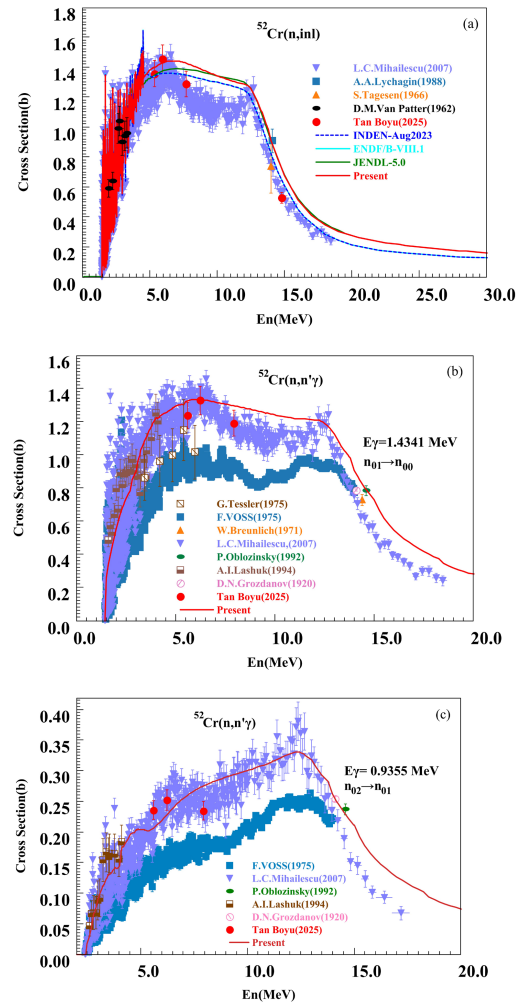 ⁵²Cr(n,inl)
(a)
1.8
1.6
1.4
1.2
1.0
0.8
0.6
0.4
0.2
0.0
Cross Section(b)
L.C.Mihailescu(2007)
A.A.Lychagin(1988)
S.Tagesen(1966)
D.M.Van Patter(1962)
Tan Boyu(2025)
INDEN-Aug2023
ENDF/B-VIII.1
JENDL-5.0
Present
0.0 5.0 10.0 15.0 20.0 25.0 30.0
En(MeV)
⁵²Cr(n,n'γ)
(b)
1.6
1.4
1.2
1.0
0.8
0.6
0.4
0.2
0.0
Cross Section(b)
Eγ=1.4341 MeV
n₀₁→n₀₀
G.Tessler(1975)
F.VOSS(1975)
W.Breunlich(1971)
L.C.Mihailescu,(2007)
P.Oblozinsky(1992)
A.I.Lashuk(1994)
D.N.Grozdanov(1920)
Tan Boyu(2025)
Present
0.0 5.0 10.0 15.0 20.0
En(MeV)
⁵²Cr(n,n'γ)
(c)
0.40
0.35
0.30
0.25
0.20
0.15
0.10
0.05
0.00
Cross Section(b)
Eγ= 0.9355 MeV
n₀₂→n₀₁
F.VOSS(1975)
L.C.Mihailescu(2007)
P.Oblozinsky(1992)
A.I.Lashuk(1994)
D.N.Grozdanov(1920)
Tan Boyu(2025)
Present
5.0 10.0 15.0 20.0
En(MeV)